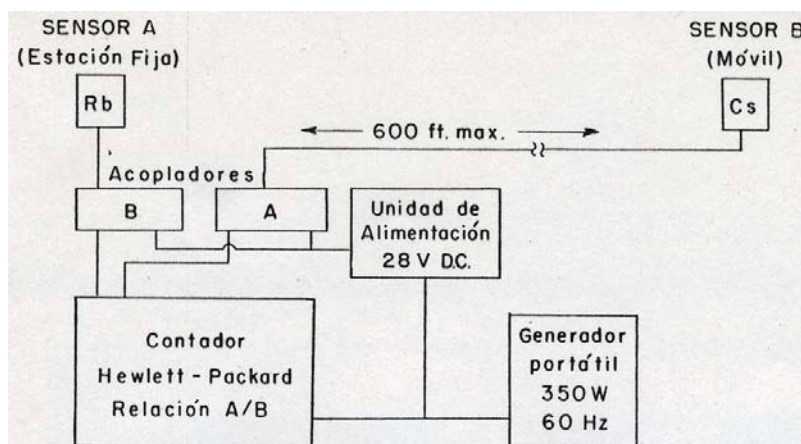 SENSOR A
(Estación Fija)
Rb
SENSOR B
(Móvil)
Cs
600 ft. max.
Acopladores
B
A
Unidad de
Alimentación
28 V D.C.
Contador
Hewlett - Packard
Relación A/B
Generador
portátil
350 W
60 Hz